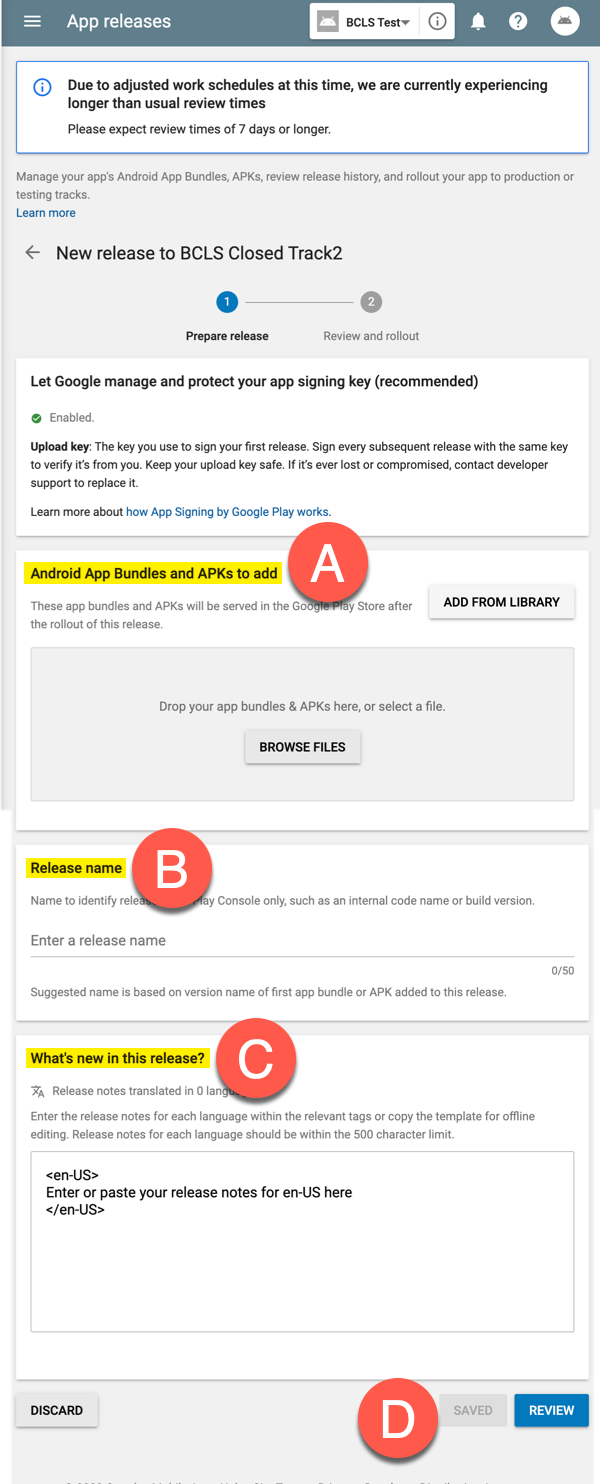 App releases
BCLS Test
Due to adjusted work schedules at this time, we are currently experiencing
longer than usual review times
Please expect review times of 7 days or longer.
Manage your app's Android App Bundles, APKs, review release history, and rollout your app to production or
testing tracks.
Learn more
New release to BCLS Closed Track2
1
2
Prepare release
Review and rollout
Let Google manage and protect your app signing key (recommended)
Enabled.
Upload key: The key you use to sign your first release. Sign every subsequent release with the same key
to verify it's from you. Keep your upload key safe. If it's ever lost or compromised, contact developer
support to replace it.
Learn more about how App Signing by Google Play works.
A
Android App Bundles and APKs to add
These app bundles and APKs will be served in the Google Play Store after
the rollout of this release.
ADD FROM LIBRARY
Drop your app bundles & APKs here, or select a file.
BROWSE FILES
B
Release name
Name to identify Play Console only, such as an internal code name or build version.
Enter a release name
0/50
Suggested name is based on version name of first app bundle or APK added to this release.
C
What's new in this release?
Release notes translated in 0
Enter the release notes for each language within the relevant tags or copy the template for offline
editing. Release notes for each language should be within the 500 character limit.
<en-US>
Enter or paste your release notes for en-US here
</en-US>
DISCARD
D
SAVED
REVIEW